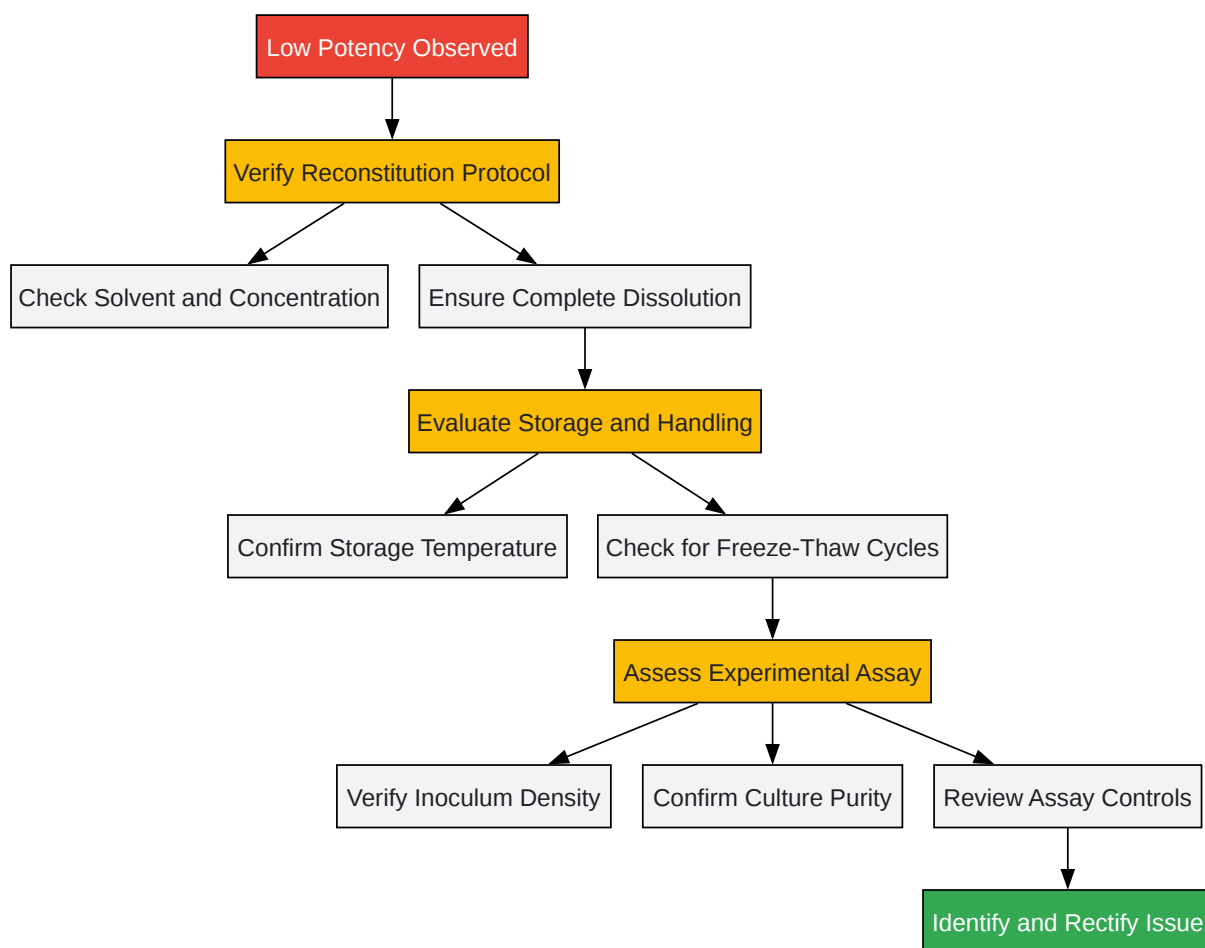 Low Potency Observed
Verify Reconstitution Protocol
Check Solvent and Concentration
Ensure Complete Dissolution
Evaluate Storage and Handling
Confirm Storage Temperature
Check for Freeze-Thaw Cycles
Assess Experimental Assay
Verify Inoculum Density
Confirm Culture Purity
Review Assay Controls
Identify and Rectify Issue